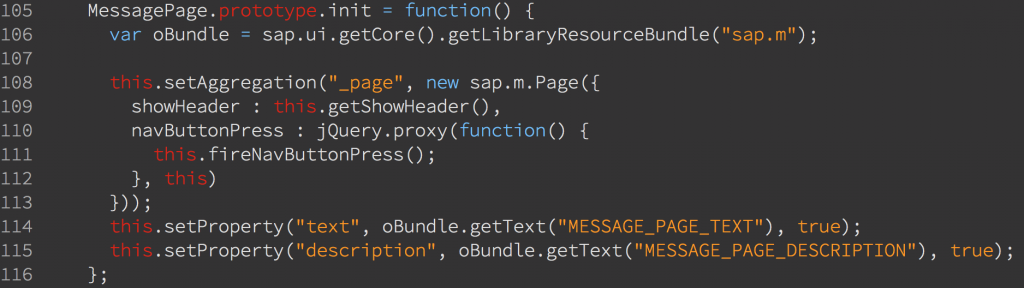 105 MessagePage.prototype.init = function() {
106 var oBundle = sap.ui.getCore().getLibraryResourceBundle("sap.m");
107
108 this.setAggregation("_page", new sap.m.Page({
109 showHeader : this.getShowHeader(),
110 navButtonPress : jQuery.proxy(function() {
111 this.fireNavButtonPress();
112 }, this)
113 }));
114 this.setProperty("text", oBundle.getText("MESSAGE_PAGE_TEXT"), true);
115 this.setProperty("description", oBundle.getText("MESSAGE_PAGE_DESCRIPTION"), true);
116 };